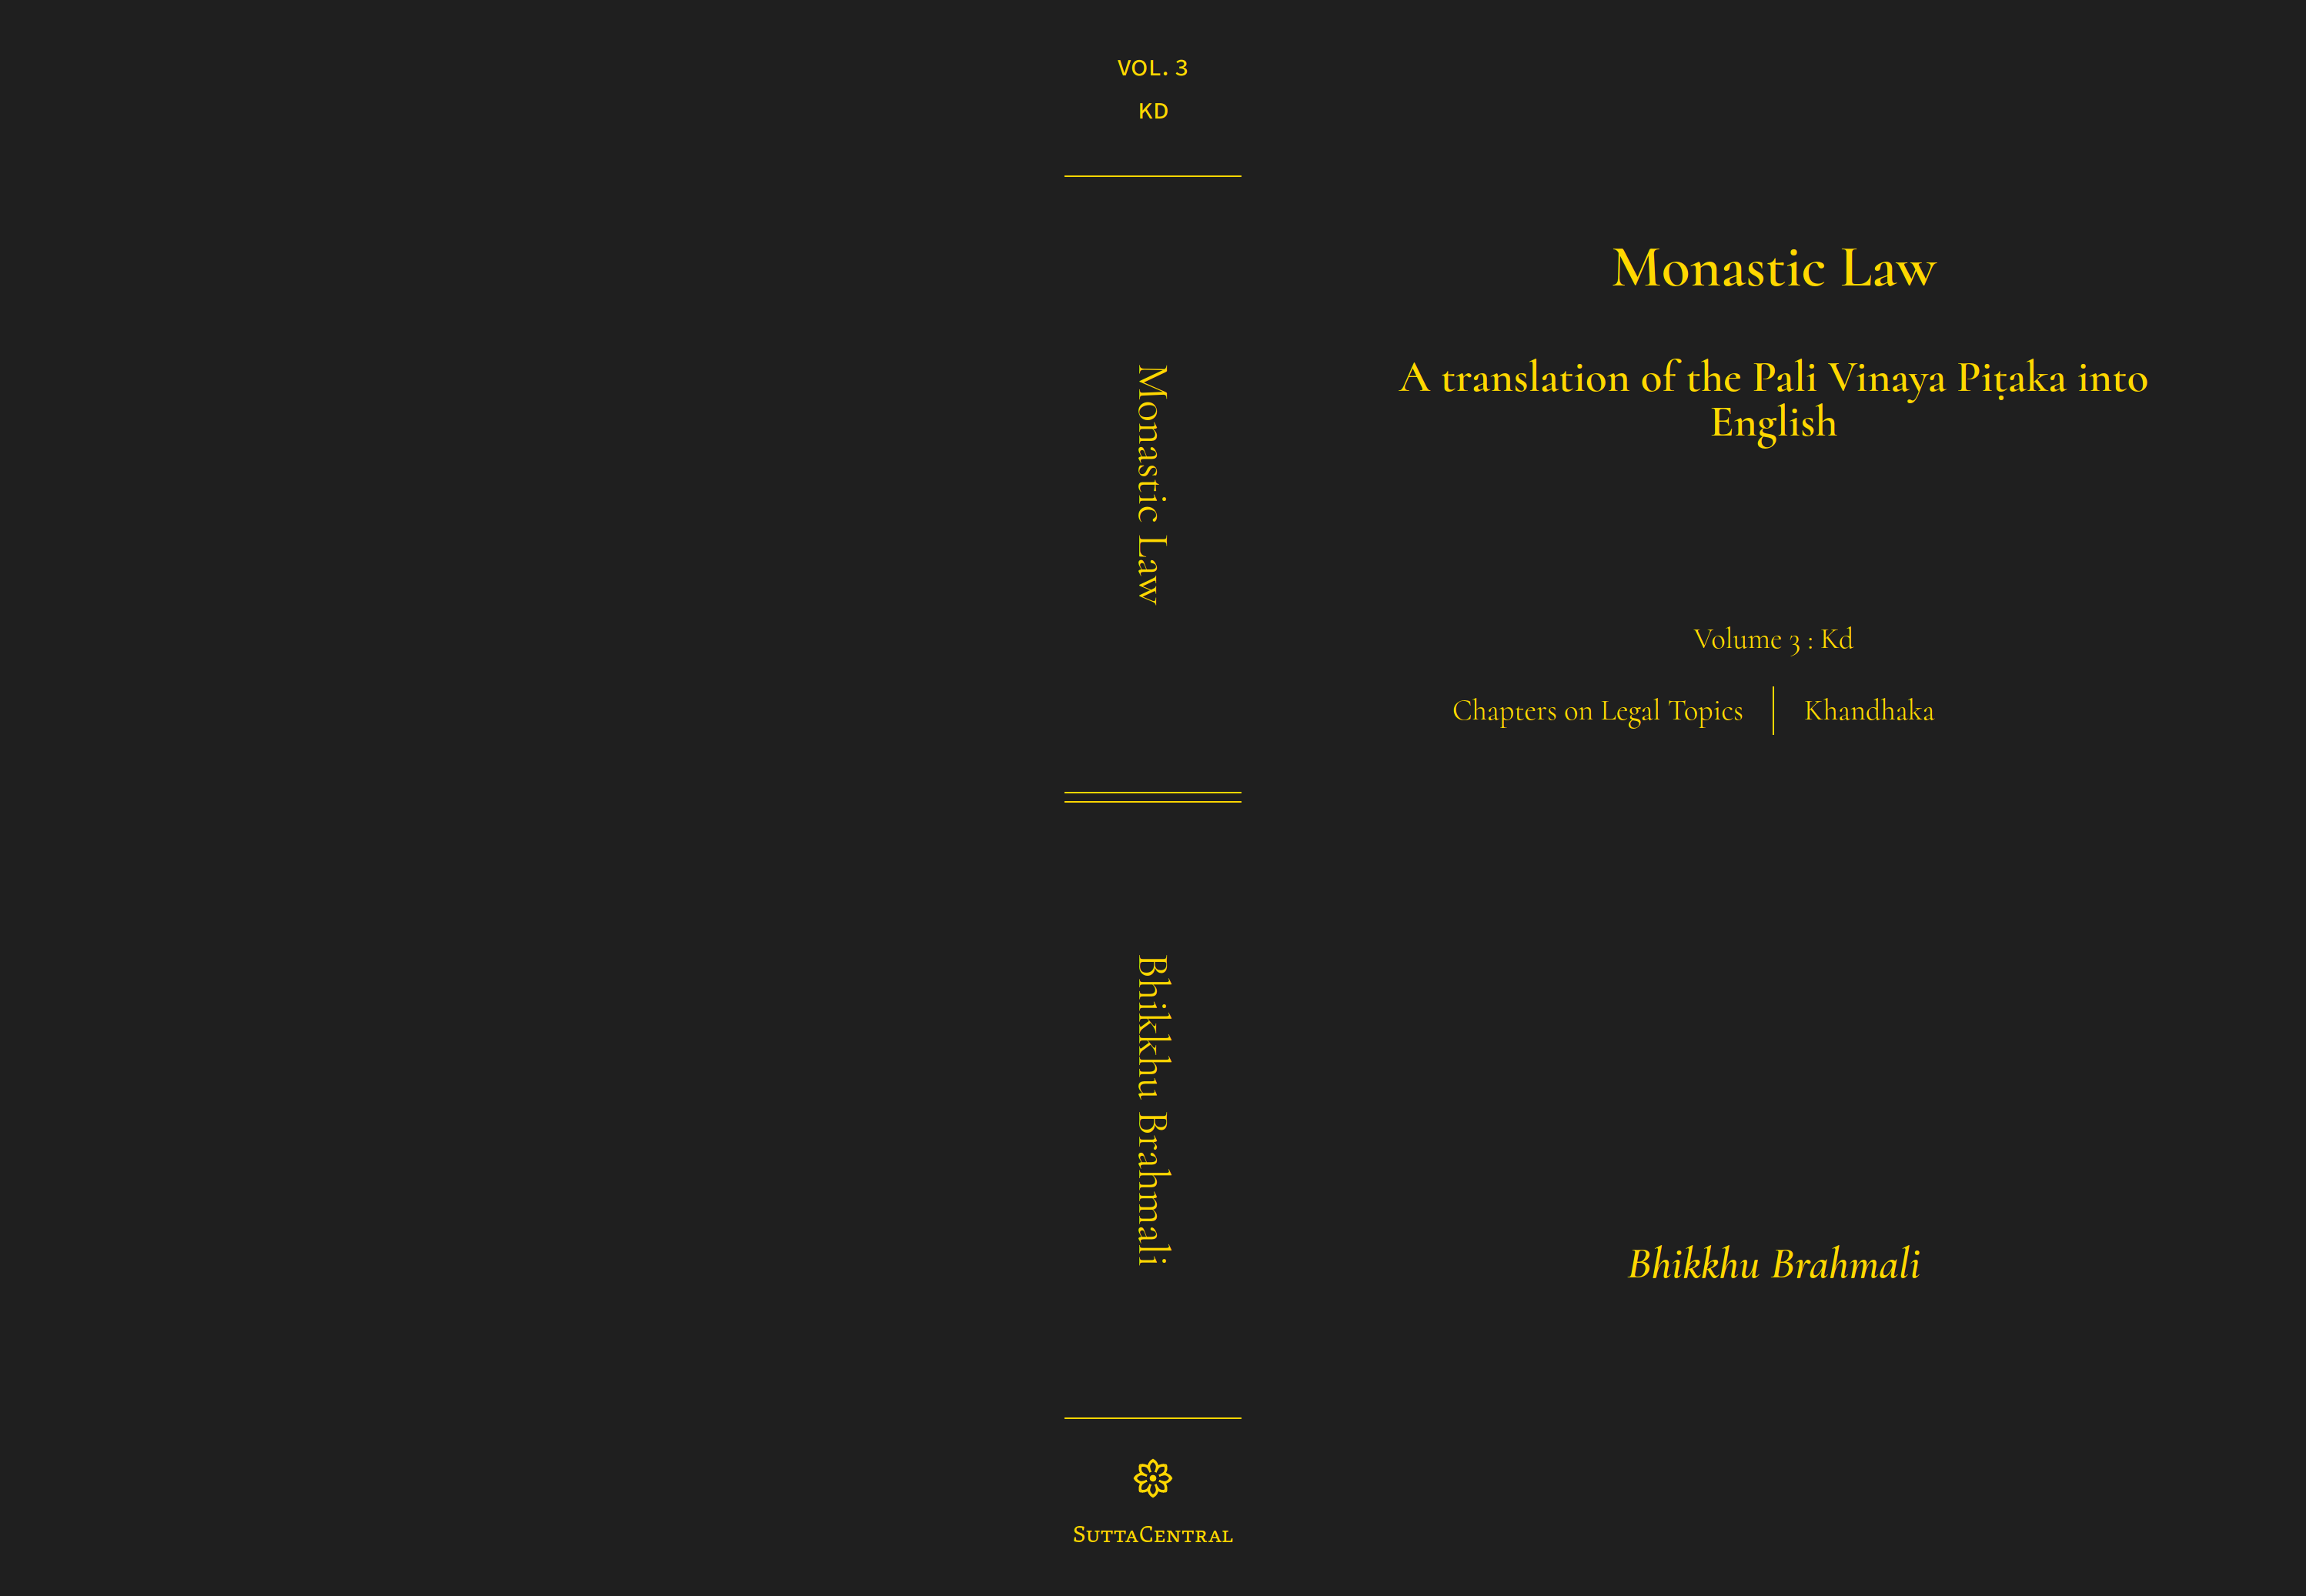 VOL. 3
KD
Monastic Law
Bhikkhu Brahmali
SuttaCentral
Monastic Law
A translation of the Pali Vinaya Piṭaka into
English
Volume 3 : Kd
Chapters on Legal Topics | Khandhaka
Bhikkhu Brahmali